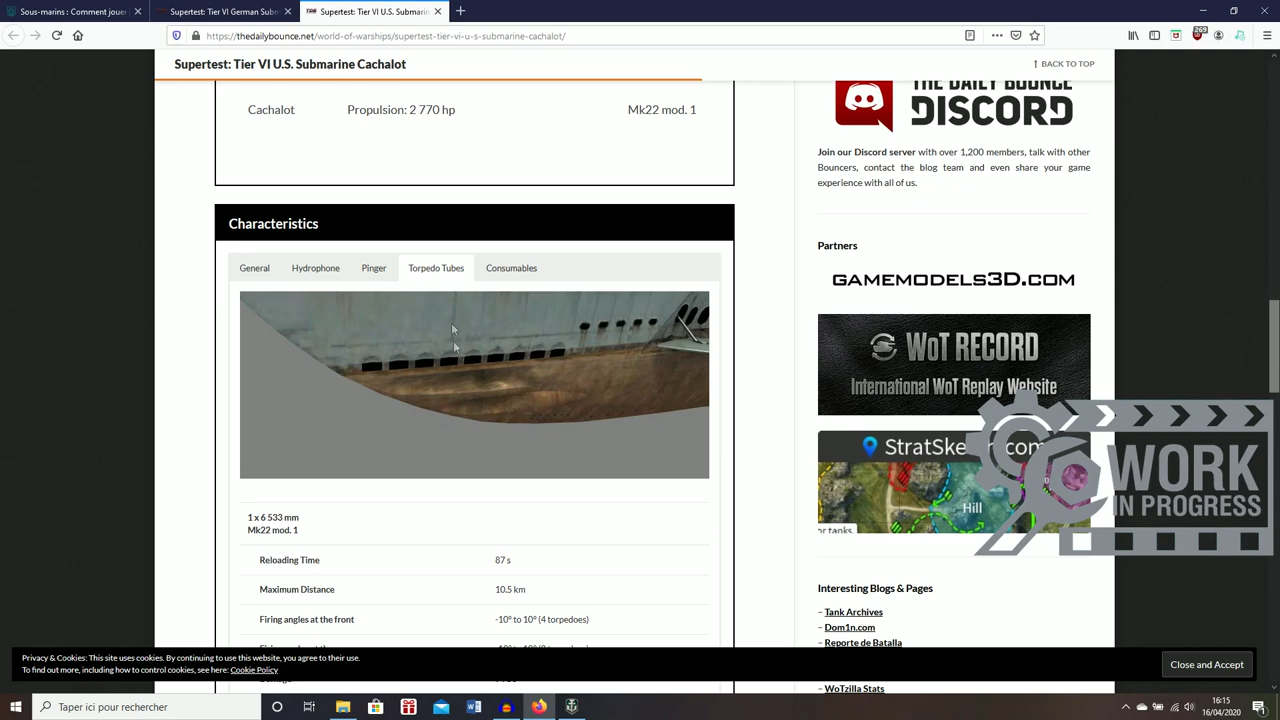 Sous-marins : Comment jouer
Supertest: Tier VI German Subm
Supertest: Tier VI U.S. Submarin
https://thedailybounce.net/world-of-warships/supertest-tier-vi-u-s-submarine-cachalot/
269
Supertest: Tier VI U.S. Submarine Cachalot
BACK TO TOP
Cachalot Propulsion: 2 770 hp Mk22 mod. 1
THE DAILY BOUNCE
DISCORD
Join our Discord server with over 1,200 members, talk with other
Bouncers, contact the blog team and even share your game
experience with all of us.
Characteristics
General Hydrophone Pinger Torpedo Tubes Consumables
Partners
GAMEMODELS3D.COM
WoT RECORD
International WoT Replay Website
StratSketch.com
Hill
or tanks
WORK
IN PROGRESS
1 x 6 533 mm
Mk22 mod. 1
Reloading Time 87 s
Maximum Distance 10.5 km
Firing angles at the front -10° to 10° (4 torpedoes)
Interesting Blogs & Pages
– Tank Archives
– Dom1n.com
– Reporte de Batalla
– WoTzilla Stats
Privacy & Cookies: This site uses cookies. By continuing to use this website, you agree to their use.
To find out more, including how to control cookies, see here: Cookie Policy
Close and Accept
Taper ici pour rechercher
16:15
16/04/2020